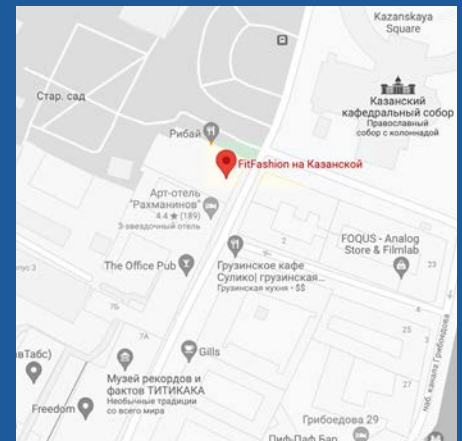 Kazanskaya
Square
Казанский
кафедральный собор
Православный
собор с колоннадой
Стар. сад
Рибай
FitFashion на Казанской
Арт-отель
"Рахманинов"
4.4 ★ (189)
3-звездочный отель
2
FOQUS - Analog
Store & Filmlab
The Office Pub
Грузинское кафе
Сулико| грузинская...
Грузинская кухня • $$
23
7Б
4
наб. канала Грибоедова
7А
25
Gills
3
Музей рекордов и
фактов ТИТИКАКА
Необычные традиции
со всего мира
27
Freedom
Грибоедова 29
Пиф-Паф Бар